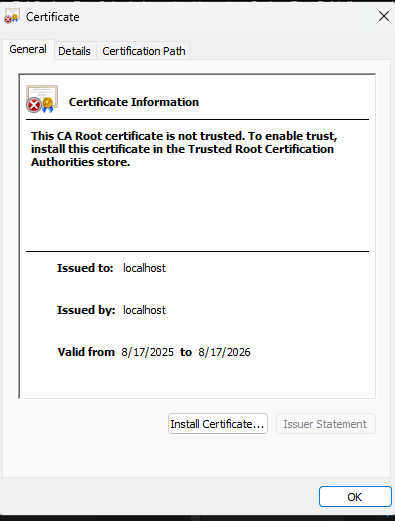 Certificate
General
Details
Certification Path
Certificate Information
This CA Root certificate is not trusted. To enable trust,
install this certificate in the Trusted Root Certification
Authorities store.
Issued to: localhost
Issued by: localhost
Valid from 8/17/2025 to 8/17/2026
Install Certificate...
Issuer Statement
OK